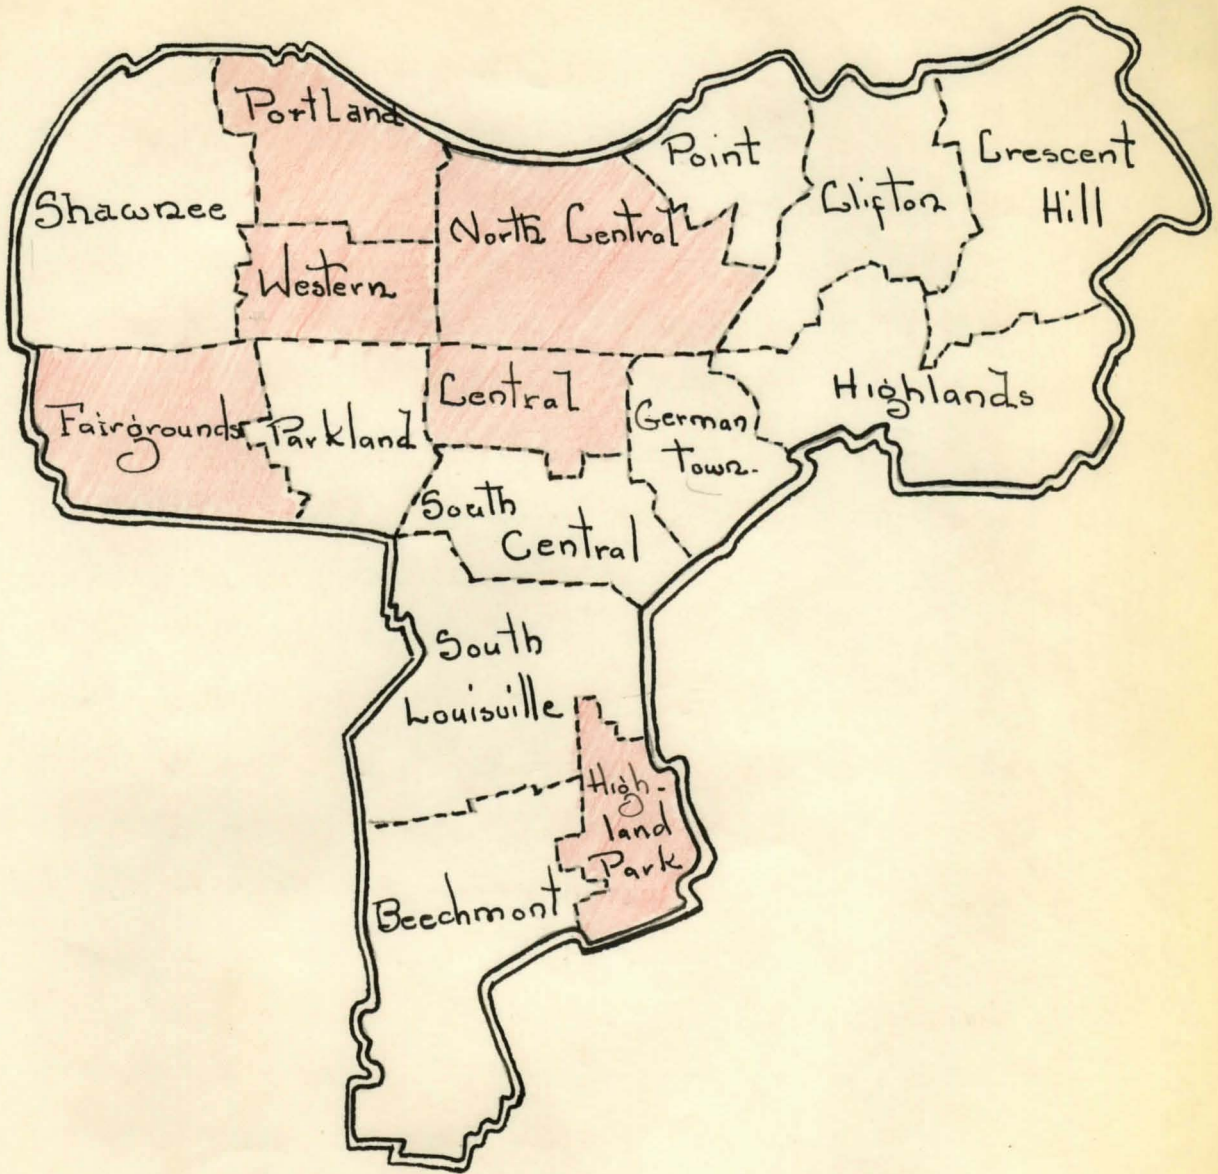 Portland
Shawnee
Western
North Central
Point
Clifton
Crescent
Hill
Fairgrounds
Parkland
Central
German
Town.
Highlands
South
Central
South
Louisville
High-
land
Park
Beechmont